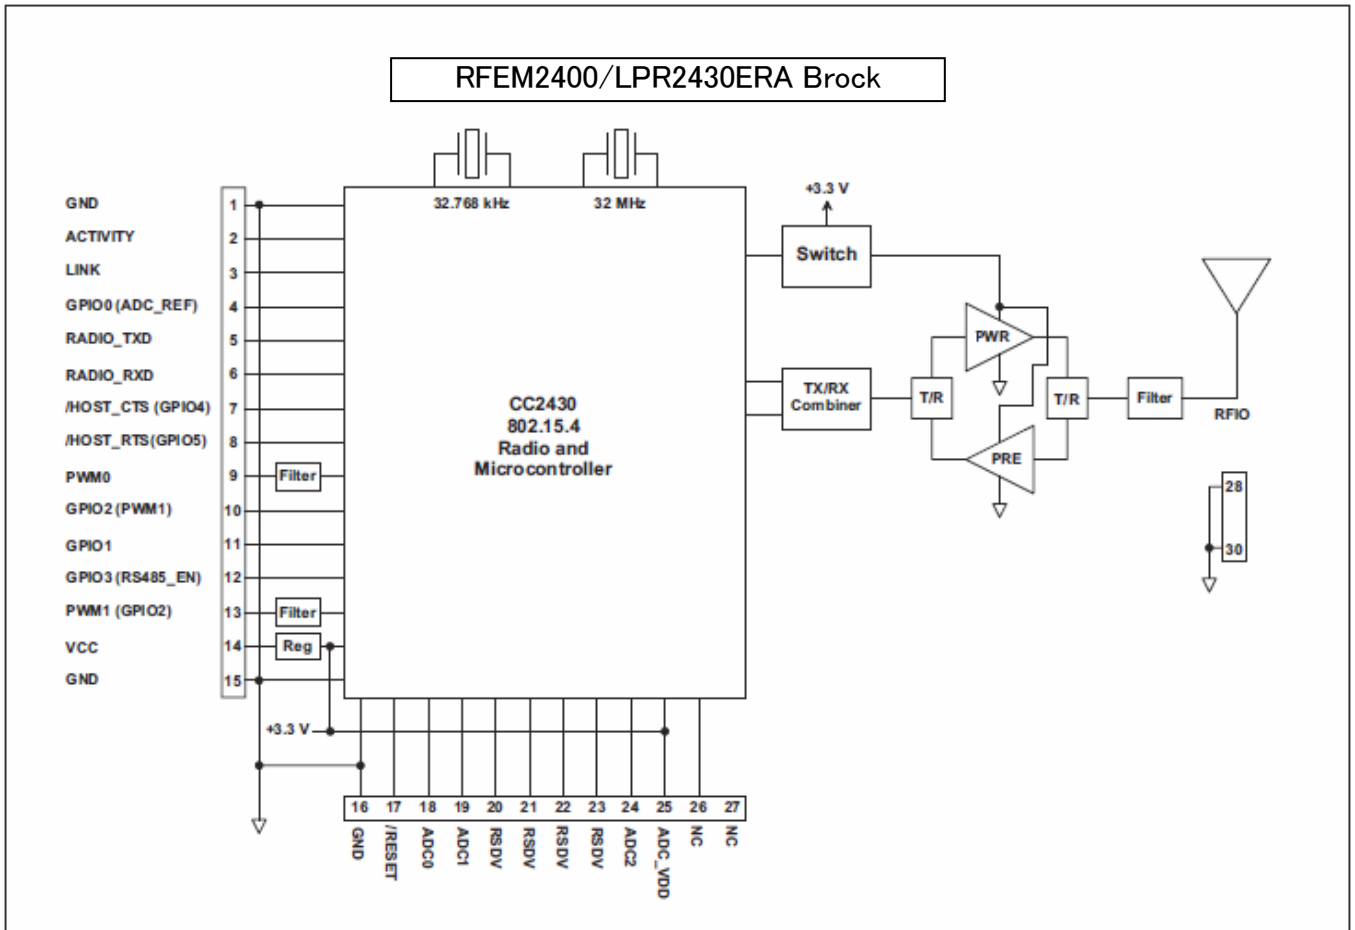 RFEM2400/LPR2430ERA Brock
32.768 kHz
32 MHz
+3.3 V
Switch
GND 1
ACTIVITY 2
LINK 3
GPIO0 (ADC_REF) 4
RADIO_TXD 5
RADIO_RXD 6
/HOST_CTS (GPIO4) 7
/HOST_RTS(GPIO5) 8
PWM0 9 Filter
GPIO2 (PWM1) 10
GPIO1 11
GPIO3 (RS485_EN) 12
PWM1 (GPIO2) 13 Filter
VCC 14 Reg
GND 15
CC2430
802.15.4
Radio and
Microcontroller
TX/RX
Combiner
T/R
PWR
PRE
T/R
Filter
RFIO
28
30
+3.3 V
16 17 18 19 20 21 22 23 24 25 26 27
GND
/RESET
ADC0
ADC1
RSDV
RSDV
RSDV
RSDV
ADC2
ADC_VDD
NC
NC